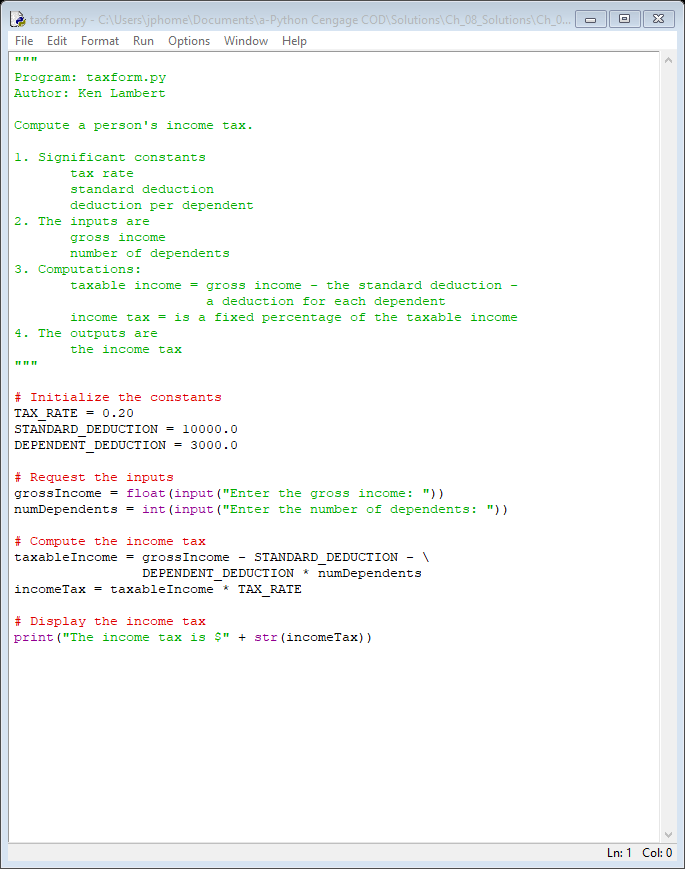 taxform.py - C:\Users\jphome\Documents\a-Python Cengage COD\Solutions\Ch_08_Solutions\Ch_0...
File Edit Format Run Options Window Help
"""
Program: taxform.py
Author: Ken Lambert
Compute a person's income tax.
1. Significant constants
tax rate
standard deduction
deduction per dependent
2. The inputs are
gross income
number of dependents
3. Computations:
taxable income = gross income - the standard deduction -
a deduction for each dependent
income tax = is a fixed percentage of the taxable income
4. The outputs are
the income tax
"""
# Initialize the constants
TAX_RATE = 0.20
STANDARD_DEDUCTION = 10000.0
DEPENDENT_DEDUCTION = 3000.0
# Request the inputs
grossIncome = float(input("Enter the gross income: "))
numDependents = int(input("Enter the number of dependents: "))
# Compute the income tax
taxableIncome = grossIncome - STANDARD_DEDUCTION - \
DEPENDENT_DEDUCTION * numDependents
incomeTax = taxableIncome * TAX_RATE
# Display the income tax
print("The income tax is $" + str(incomeTax))
Ln: 1 Col: 0